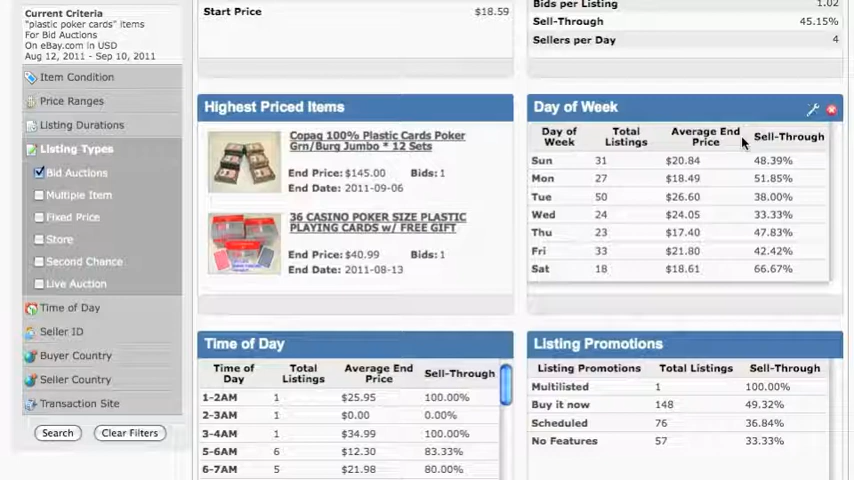 Current Criteria
"plastic poker cards" items
For Bid Auctions
On eBay.com in USD
Aug 12, 2011 - Sep 10, 2011
Item Condition
Price Ranges
Listing Durations
Listing Types
Bid Auctions
Multiple Item
Fixed Price
Store
Second Chance
Live Auction
Time of Day
Seller ID
Buyer Country
Seller Country
Transaction Site
Search Clear Filters
Start Price $18.59
Bids per Listing 1.02
Sell-Through 45.15%
Sellers per Day 4
Highest Priced Items
Copag 100% Plastic Cards Poker
Grn/Burg Jumbo * 12 Sets
End Price: $145.00 Bids: 1
End Date: 2011-09-06
36 CASINO POKER SIZE PLASTIC
PLAYING CARDS w/ FREE GIFT
End Price: $40.99 Bids: 1
End Date: 2011-08-13
Day of Week
Day of Week Total Listings Average End Price Sell-Through
Sun 31 $20.84 48.39%
Mon 27 $18.49 51.85%
Tue 50 $26.60 38.00%
Wed 24 $24.05 33.33%
Thu 23 $17.40 47.83%
Fri 33 $21.80 42.42%
Sat 18 $18.61 66.67%
Time of Day
Time of Day Total Listings Average End Price Sell-Through
1-2AM 1 $25.95 100.00%
2-3AM 1 $0.00 0.00%
3-4AM 1 $34.99 100.00%
5-6AM 6 $12.30 83.33%
6-7AM 5 $21.98 80.00%
Listing Promotions
Listing Promotions Total Listings Sell-Through
Multilisted 1 100.00%
Buy it now 148 49.32%
Scheduled 76 36.84%
No Features 57 33.33%